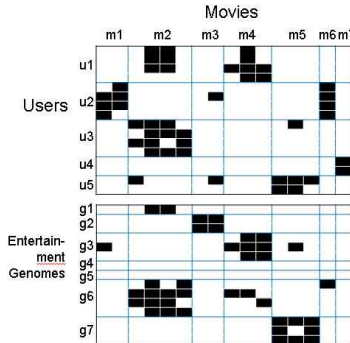 Movies
m1 m2 m3 m4 m5 m6 m7
u1
u2
Users
u3
u4
u5
g1
g2
Entertain-
g3
ment
g4
Genomes
g5
g6
g7